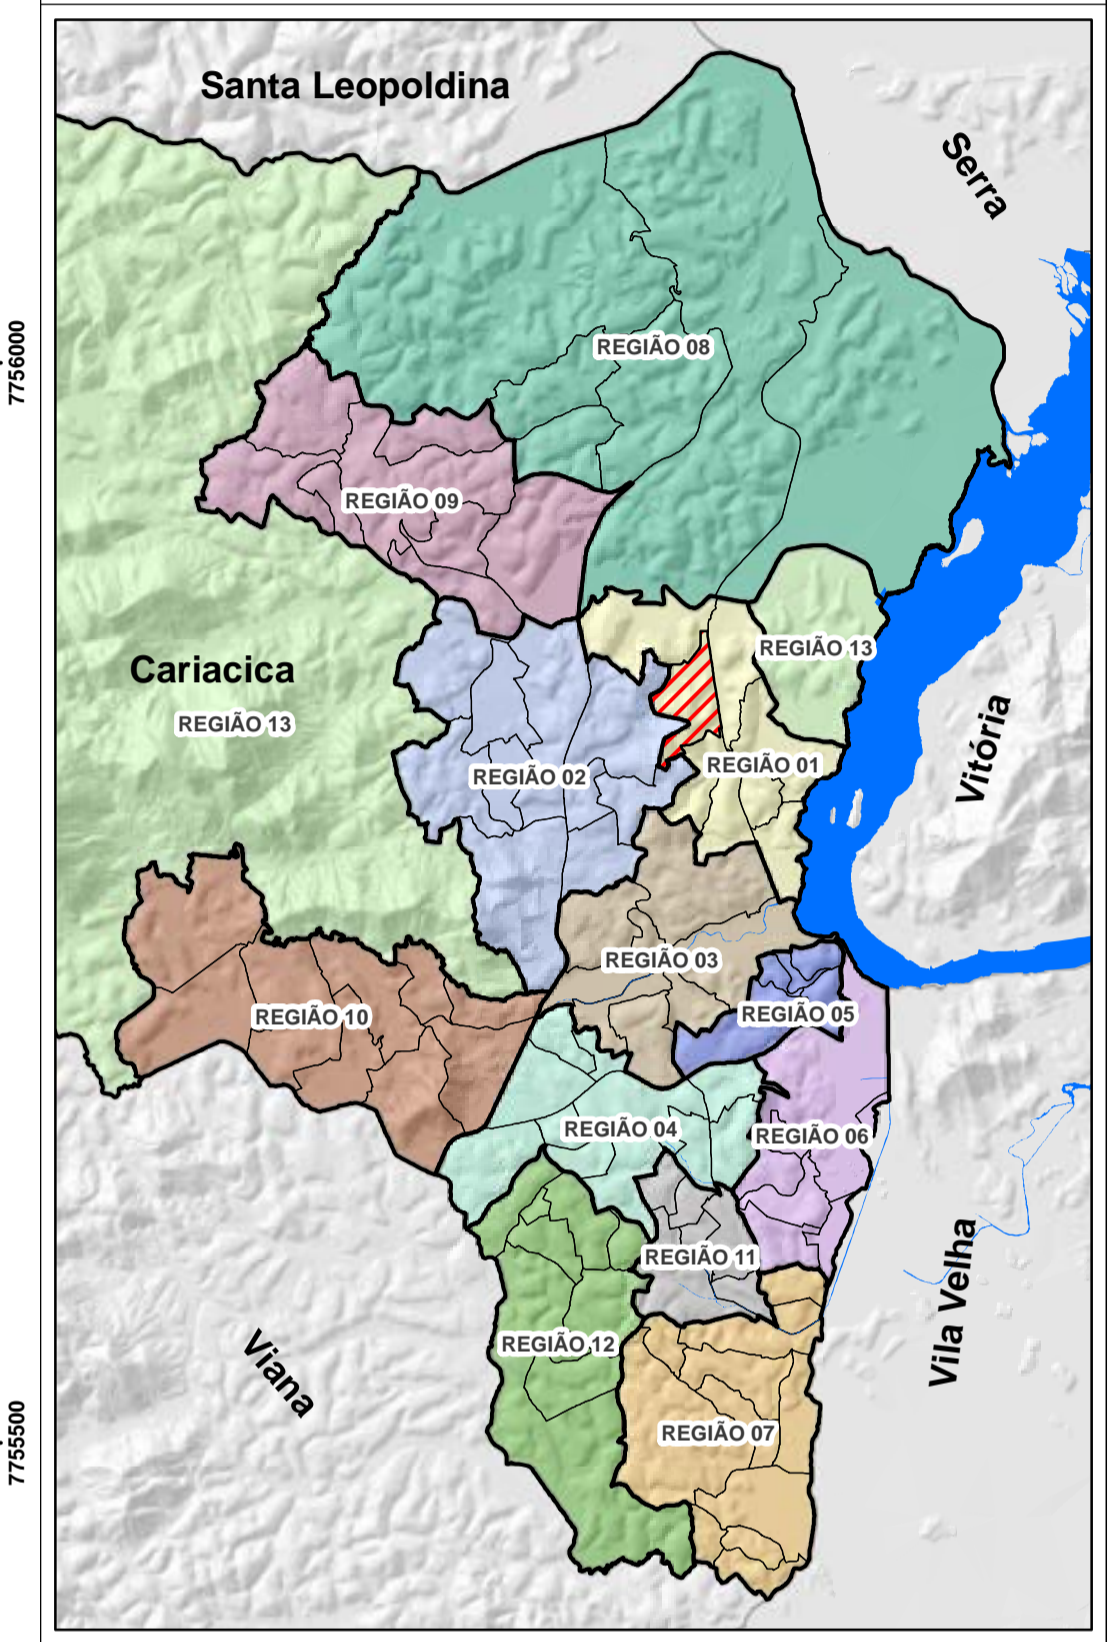 Santa Leopoldina
Serra
7756000
REGIÃO 08
REGIÃO 09
REGIÃO 13
Cariacica
REGIÃO 13
Vitória
REGIÃO 01
REGIÃO 02
REGIÃO 03
REGIÃO 05
REGIÃO 10
REGIÃO 04
REGIÃO 06
REGIÃO 11
Vila Velha
REGIÃO 12
Viana
REGIÃO 07
7755500